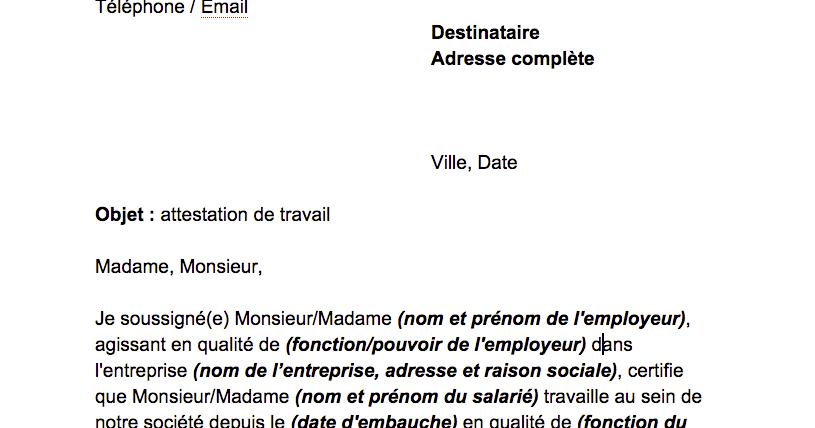 Téléphone / Email
Destinataire
Adresse complète
Ville, Date
Objet : attestation de travail
Madame, Monsieur,
Je soussigné(e) Monsieur/Madame (nom et prénom de l'employeur),
agissant en qualité de (fonction/pouvoir de l'employeur) dans
l'entreprise (nom de l’entreprise, adresse et raison sociale), certifie
que Monsieur/Madame (nom et prénom du salarié) travaille au sein de
notre société depuis le (date d'embauche) en qualité de (fonction du